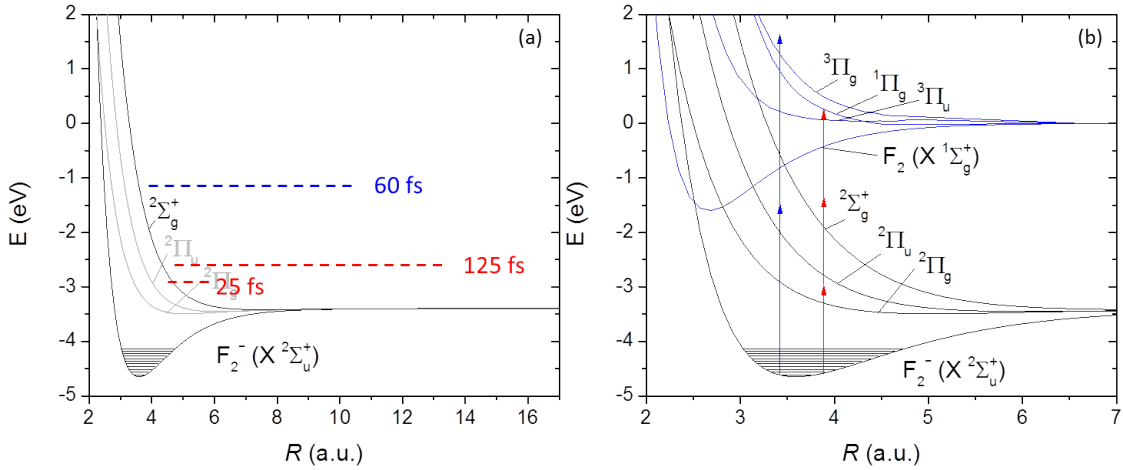 (a)
2
1
0
-1
-2
-3
-4
-5
E (eV)
60 fs
²Σg⁺
²Πu
²Πg
125 fs
25 fs
F₂⁻ (X ²Σu⁺)
2 4 6 8 10 12 14 16
R (a.u.)
(b)
2
1
0
-1
-2
-3
-4
-5
E (eV)
³Πg
¹Πg
³Πu
F₂ (X ¹Σg⁺)
²Σg⁺
²Πu
²Πg
F₂⁻ (X ²Σu⁺)
2 3 4 5 6 7
R (a.u.)